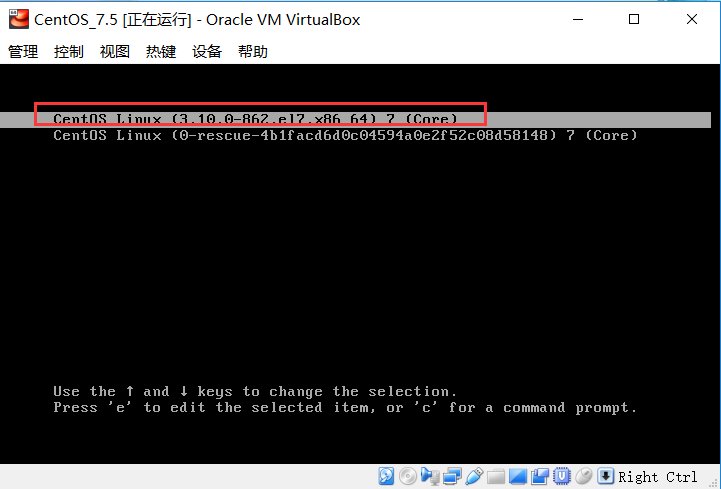 CentOS_7.5 [正在运行] - Oracle VM VirtualBox
管理 控制 视图 热键 设备 帮助
CentOS Linux (3.10.0-862.el7.x86_64) 7 (Core)
CentOS Linux (0-rescue-4b1facd6d0c04594a0e2f52c08d58148) 7 (Core)
Use the ↑ and ↓ keys to change the selection.
Press 'e' to edit the selected item, or 'c' for a command prompt.
Right Ctrl